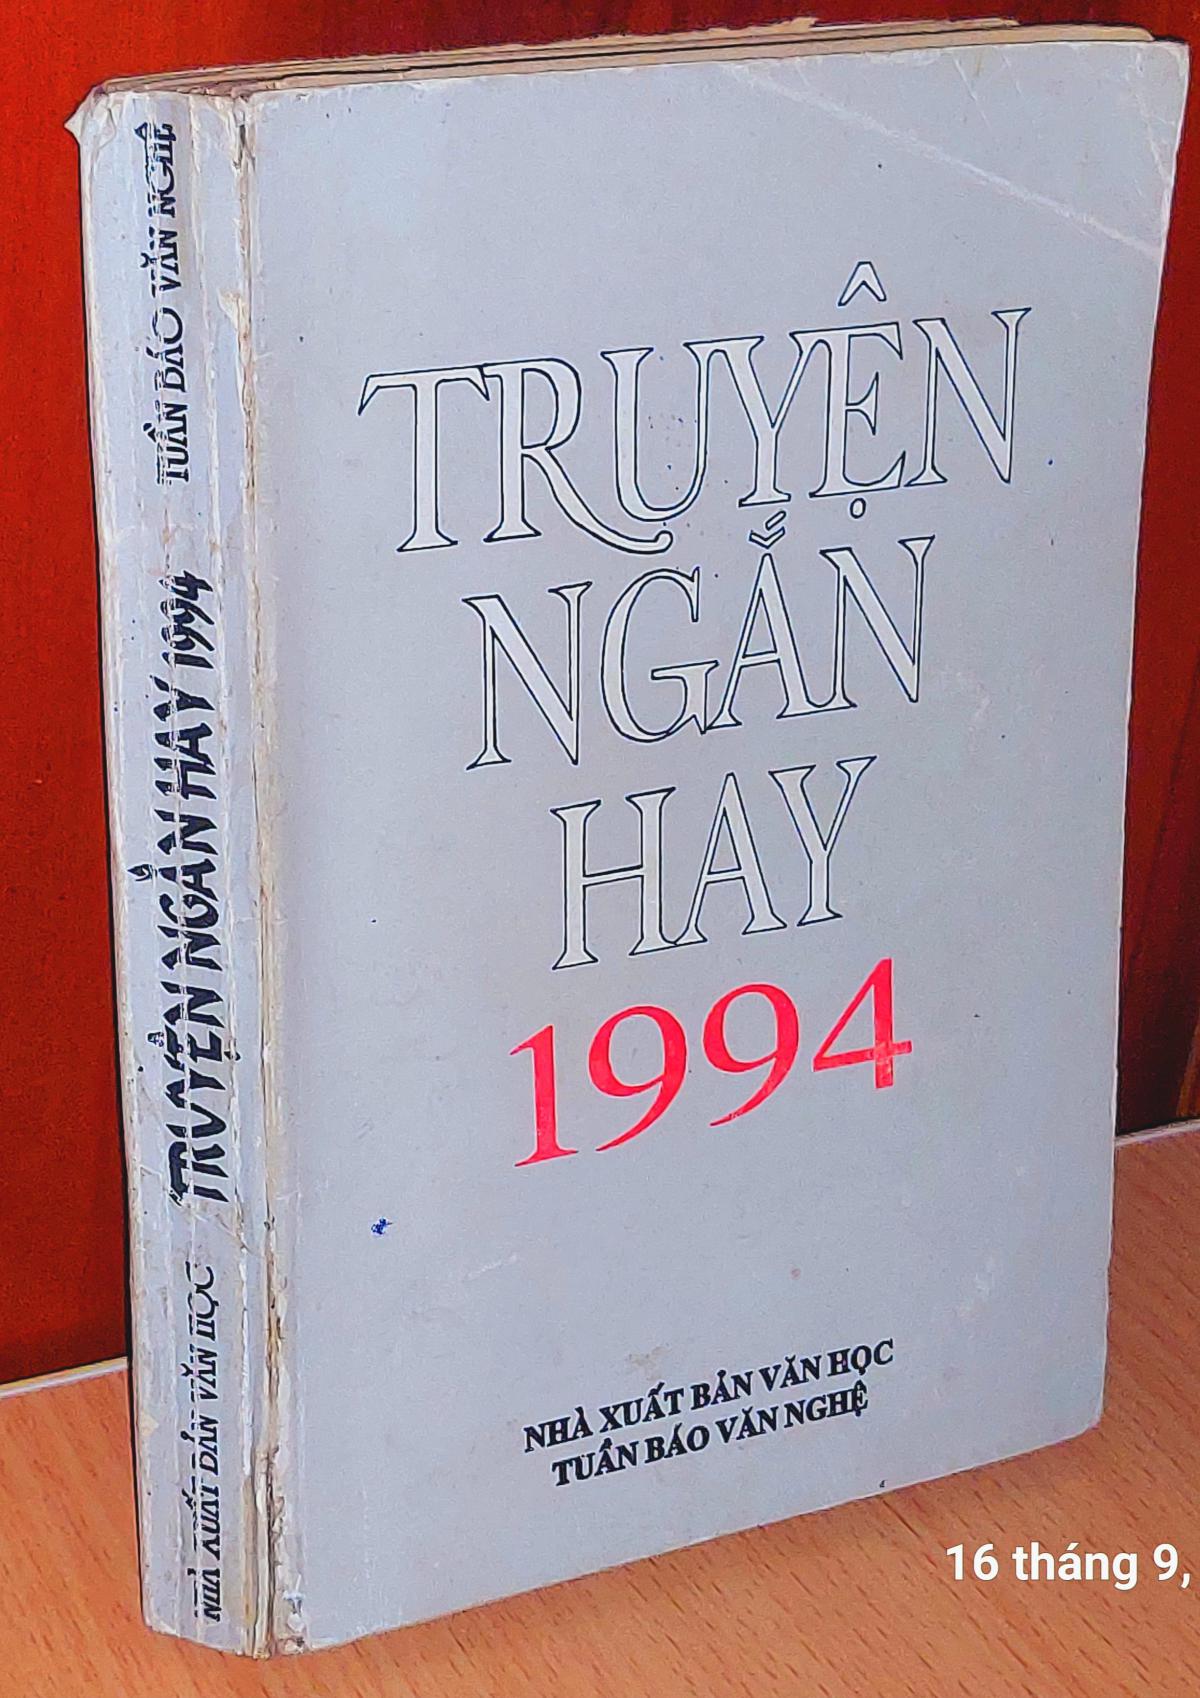 TRUYỆN
NGẮN
HAY
1994
NHÀ XUẤT BẢN VĂN HỌC
TUẦN BÁO VĂN NGHỆ
NHÀ XUẤT BẢN VĂN HỌC
TRUYỆN NGẮN HAY 1994
TUẦN BÁO VĂN NGHỆ
16 tháng 9,